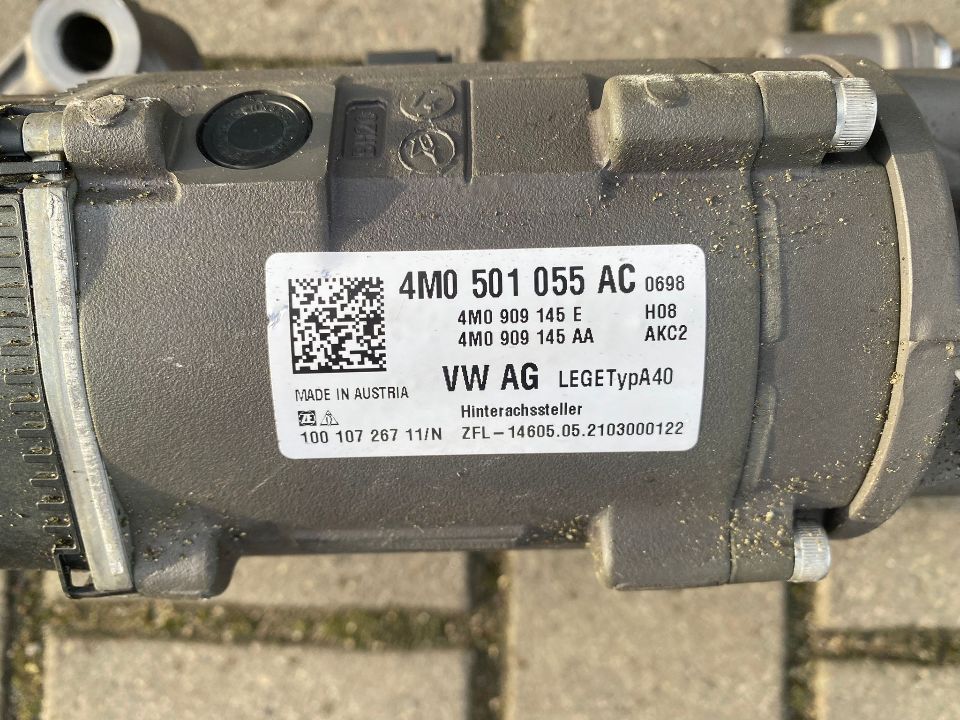 4M0 501 055 AC 0698
4M0 909 145 E H08
4M0 909 145 AA AKC2
VW AG LEGETypA40
MADE IN AUSTRIA
Hinterachssteller
ZF
100 107 267 11/N ZFL-14605.05.2103000122